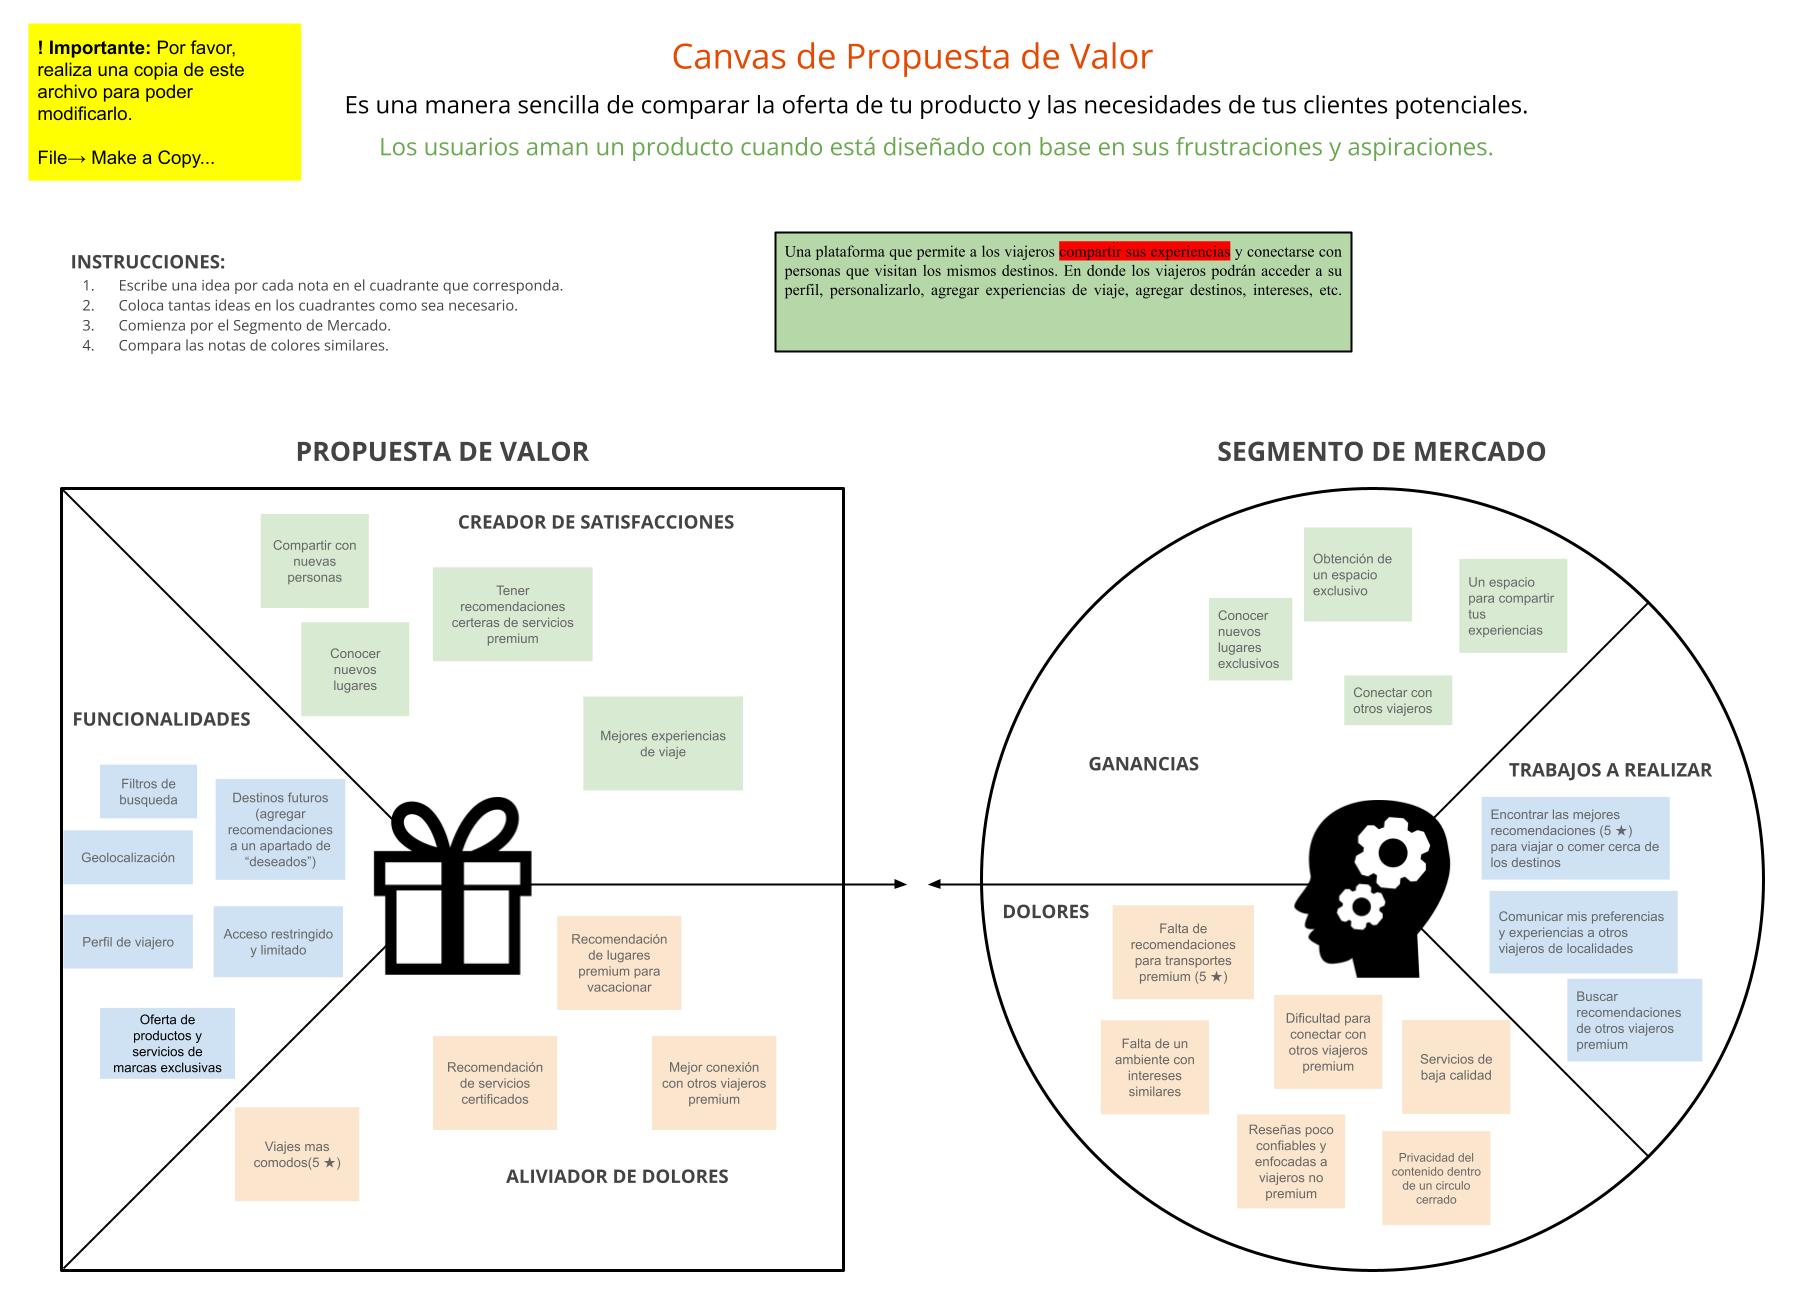 ! Importante: Por favor,
realiza una copia de este
archivo para poder
modificarlo.
File→ Make a Copy...
Canvas de Propuesta de Valor
Es una manera sencilla de comparar la oferta de tu producto y las necesidades de tus clientes potenciales.
Los usuarios aman un producto cuando está diseñado con base en sus frustraciones y aspiraciones.
INSTRUCCIONES:
1. Escribe una idea por cada nota en el cuadrante que corresponda.
2. Coloca tantas ideas en los cuadrantes como sea necesario.
3. Comienza por el Segmento de Mercado.
4. Compara las notas de colores similares.
Una plataforma que permite a los viajeros compartir sus experiencias y conectarse con
personas que visitan los mismos destinos. En donde los viajeros podrán acceder a su
perfil, personalizarlo, agregar experiencias de viaje, agregar destinos, intereses, etc.
PROPUESTA DE VALOR
CREADOR DE SATISFACCIONES
Compartir con
nuevas
personas
Tener
recomendaciones
certeras de servicios
premium
Conocer
nuevos
lugares
Mejores experiencias
de viaje
FUNCIONALIDADES
Filtros de
busqueda
Destinos futuros
(agregar
recomendaciones
a un apartado de
“deseados”)
Geolocalización
Perfil de viajero
Acceso restringido
y limitado
Oferta de
productos y
servicios de
marcas exclusivas
Recomendación
de lugares
premium para
vacacionar
Recomendación
de servicios
certificados
Mejor conexión
con otros viajeros
premium
Viajes mas
comodos(5 ★)
ALIVIADOR DE DOLORES
SEGMENTO DE MERCADO
Obtención de
un espacio
exclusivo
Un espacio
para compartir
tus
experiencias
Conocer
nuevos
lugares
exclusivos
Conectar con
otros viajeros
GANANCIAS
TRABAJOS A REALIZAR
Encontrar las mejores
recomendaciones (5 ★)
para viajar o comer cerca de
los destinos
Comunicar mis preferencias
y experiencias a otros
viajeros de localidades
Buscar
recomendaciones
de otros viajeros
premium
DOLORES
Falta de
recomendaciones
para transportes
premium (5 ★)
Falta de un
ambiente con
intereses
similares
Dificultad para
conectar con
otros viajeros
premium
Servicios de
baja calidad
Reseñas poco
confiables y
enfocadas a
viajeros no
premium
Privacidad del
contenido dentro
de un circulo
cerrado